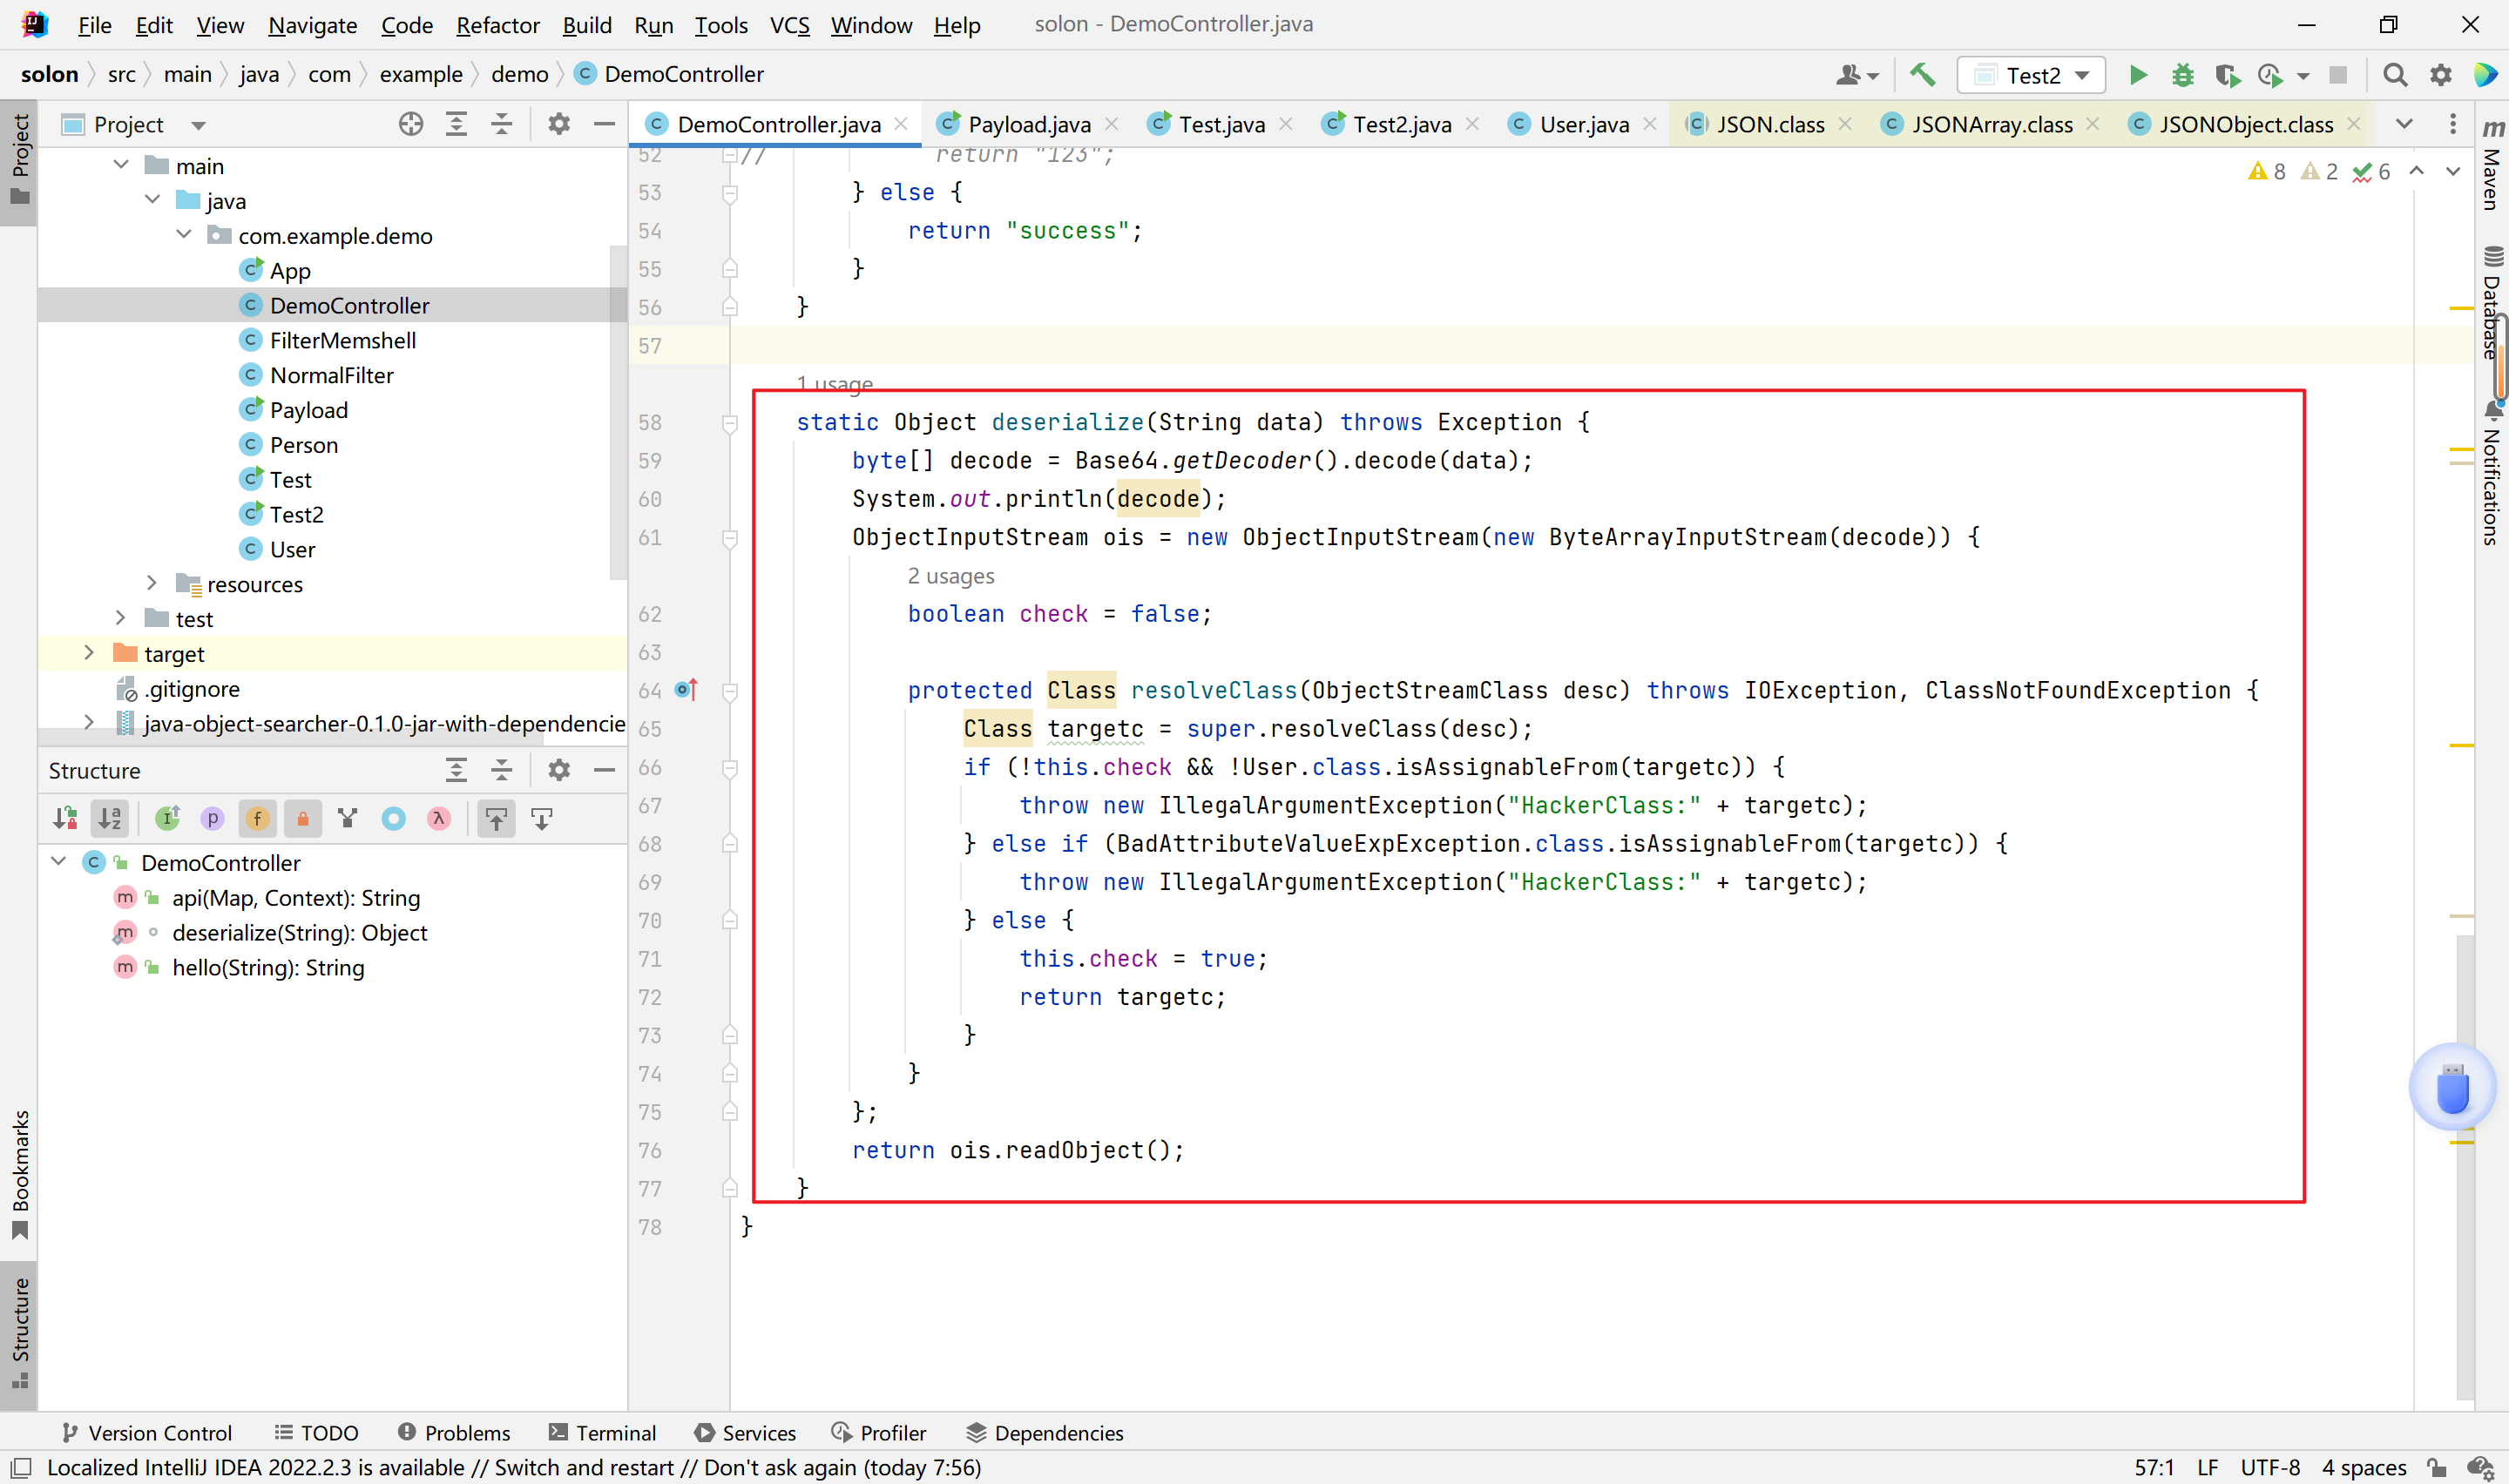 File Edit View Navigate Code Refactor Build Run Tools VCS Window Help solon - DemoController.java
solon src main java com example demo DemoController Test2
Project
DemoController.java Payload.java Test.java Test2.java User.java JSON.class JSONArray.class JSONObject.class
Project
main
java
com.example.demo
App
DemoController
FilterMemshell
NormalFilter
Payload
Person
Test
Test2
User
resources
test
target
.gitignore
java-object-searcher-0.1.0-jar-with-dependencie
Structure
DemoController
api(Map, Context): String
deserialize(String): Object
hello(String): String
Bookmarks
Structure
8 2 6
52 // return "123";
53 } else {
54 return "success";
55 }
56 }
57
1 usage
58 static Object deserialize(String data) throws Exception {
59 byte[] decode = Base64.getDecoder().decode(data);
60 System.out.println(decode);
61 ObjectInputStream ois = new ObjectInputStream(new ByteArrayInputStream(decode)) {
2 usages
62 boolean check = false;
63
64 protected Class resolveClass(ObjectStreamClass desc) throws IOException, ClassNotFoundException {
65 Class targetc = super.resolveClass(desc);
66 if (!this.check && !User.class.isAssignableFrom(targetc)) {
67 throw new IllegalArgumentException("HackerClass:" + targetc);
68 } else if (BadAttributeValueExpException.class.isAssignableFrom(targetc)) {
69 throw new IllegalArgumentException("HackerClass:" + targetc);
70 } else {
71 this.check = true;
72 return targetc;
73 }
74 }
75 };
76 return ois.readObject();
77 }
78 }
Maven
Database
Notifications
Version Control TODO Problems Terminal Services Profiler Dependencies
Localized IntelliJ IDEA 2022.2.3 is available // Switch and restart // Don't ask again (today 7:56) 57:1 LF UTF-8 4 spaces